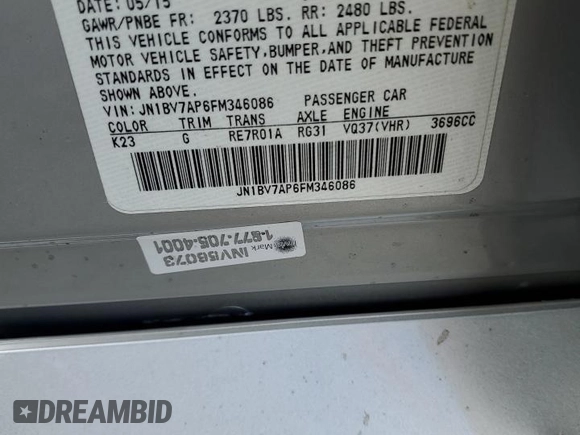 DATE: 05/15
GAWR/PNBE FR: 2370 LBS. RR: 2480 LBS.
THIS VEHICLE CONFORMS TO ALL APPLICABLE FEDERAL
MOTOR VEHICLE SAFETY,BUMPER,AND THEFT PREVENTION
STANDARDS IN EFFECT ON THE DATE OF MANUFACTURE
SHOWN ABOVE.
VIN: JN1BV7AP6FM346086 PASSENGER CAR
COLOR TRIM TRANS AXLE ENGINE
K23 G RE7R01A RG31 VQ37(VHR) 3696CC
JN1BV7AP6FM346086
Mark
INV58073
1-877-705-4001
DREAMBID